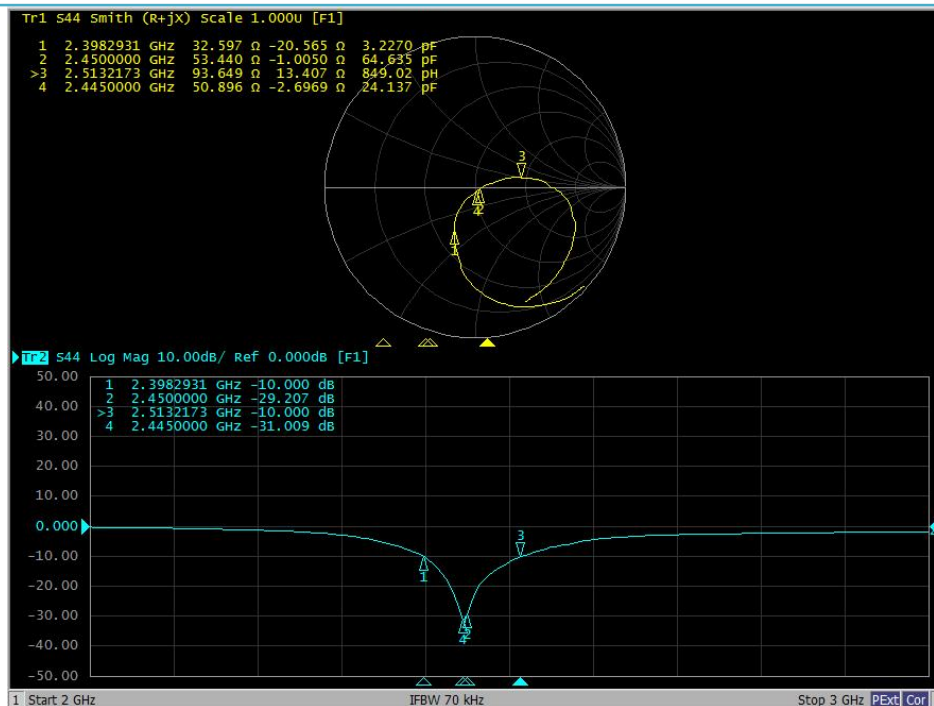 Tr1 S44 Smith (R+jX) Scale 1.000U [F1]
1 2.3982931 GHz 32.597 Ω -20.565 Ω 3.2270 pF
2 2.4500000 GHz 53.440 Ω -1.0050 Ω 64.635 pF
>3 2.5132173 GHz 93.649 Ω 13.407 Ω 849.02 pH
4 2.4450000 GHz 50.896 Ω -2.6969 Ω 24.137 pF
3
4 2
1
Tr2 S44 Log Mag 10.00dB/ Ref 0.000dB [F1]
50.00
1 2.3982931 GHz -10.000 dB
2 2.4500000 GHz -29.207 dB
40.00
>3 2.5132173 GHz -10.000 dB
4 2.4450000 GHz -31.009 dB
30.00
20.00
10.00
0.000
3
-10.00
1
-20.00
-30.00
4 2
-40.00
-50.00
1 Start 2 GHz IFBW 70 kHz Stop 3 GHz PExt Cor